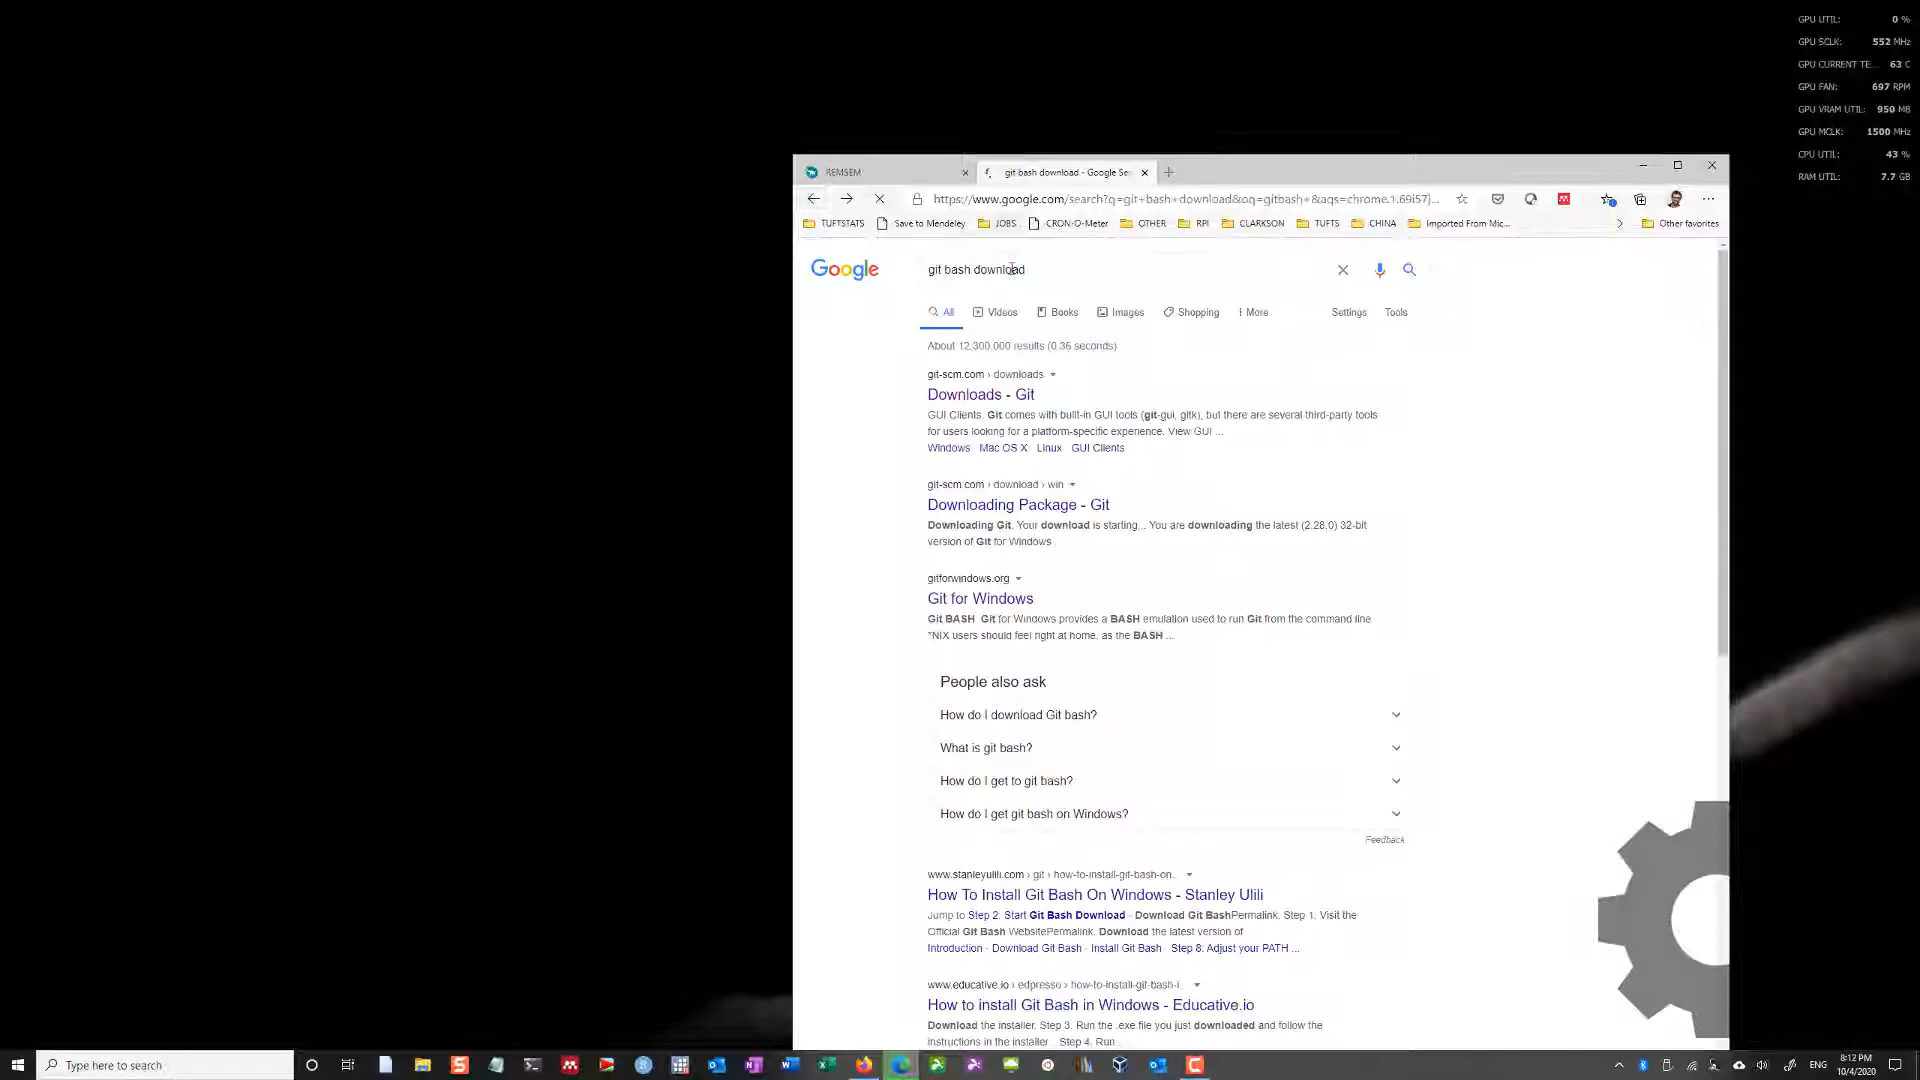 GPU UTIL: 0 %
GPU SCLK: 552 MHz
GPU CURRENT TE... 63 C
GPU FAN: 697 RPM
GPU VRAM UTIL: 950 MB
GPU MCLK: 1500 MHz
CPU UTIL: 43 %
RAM UTIL: 7.7 GB
REMSEM
git bash download - Google Se
https://www.google.com/search?q=git+bash+download&oq=gitbash+&aqs=chrome.1.69i57j...
TUFTSTATS Save to Mendeley JOBS CRON-O-Meter OTHER RPI CLARKSON TUFTS CHINA Imported From Mic... Other favorites
Google
git bash download
All Videos Books Images Shopping More Settings Tools
About 12,300,000 results (0.36 seconds)
git-scm.com › downloads
Downloads - Git
GUI Clients. Git comes with built-in GUI tools (git-gui, gitk), but there are several third-party tools
for users looking for a platform-specific experience. View GUI ...
Windows · Mac OS X · Linux · GUI Clients
git-scm.com › download › win
Downloading Package - Git
Downloading Git. Your download is starting... You are downloading the latest (2.28.0) 32-bit
version of Git for Windows
gitforwindows.org
Git for Windows
Git BASH Git for Windows provides a BASH emulation used to run Git from the command line
*NIX users should feel right at home, as the BASH ...
People also ask
How do I download Git bash?
What is git bash?
How do I get to git bash?
How do I get git bash on Windows?
Feedback
www.stanleyulili.com › git › how-to-install-git-bash-on...
How To Install Git Bash On Windows - Stanley Ulili
Jump to Step 2: Start Git Bash Download - Download Git BashPermalink. Step 1: Visit the
Official Git Bash WebsitePermalink. Download the latest version of
Introduction · Download Git Bash · Install Git Bash · Step 8: Adjust your PATH ...
www.educative.io › edpresso › how-to-install-git-bash-i...
How to install Git Bash in Windows - Educative.io
Download the installer. Step 3. Run the .exe file you just downloaded and follow the
instructions in the installer. Step 4. Run
Type here to search
ENG
8:12 PM
10/4/2020